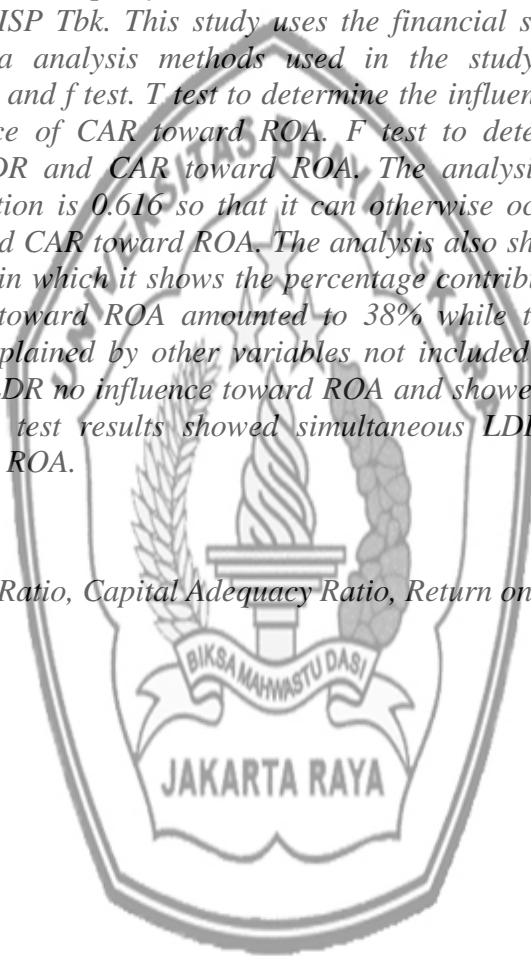 ISP Tbk. This study uses the financial s
a analysis methods used in the study
and f test. T test to determine the influen
ce of CAR toward ROA. F test to dete
DR and CAR toward ROA. The analysis
tion is 0.616 so that it can otherwise oc
d CAR toward ROA. The analysis also sh
in which it shows the percentage contrib
toward ROA amounted to 38% while t
plained by other variables not included
LDR no influence toward ROA and showe
test results showed simultaneous LD
ROA.
Ratio, Capital Adequacy Ratio, Return on
UNIVERSITAS BHAYANGKARA
BIKSA MAHWASTU DASI
JAKARTA RAYA